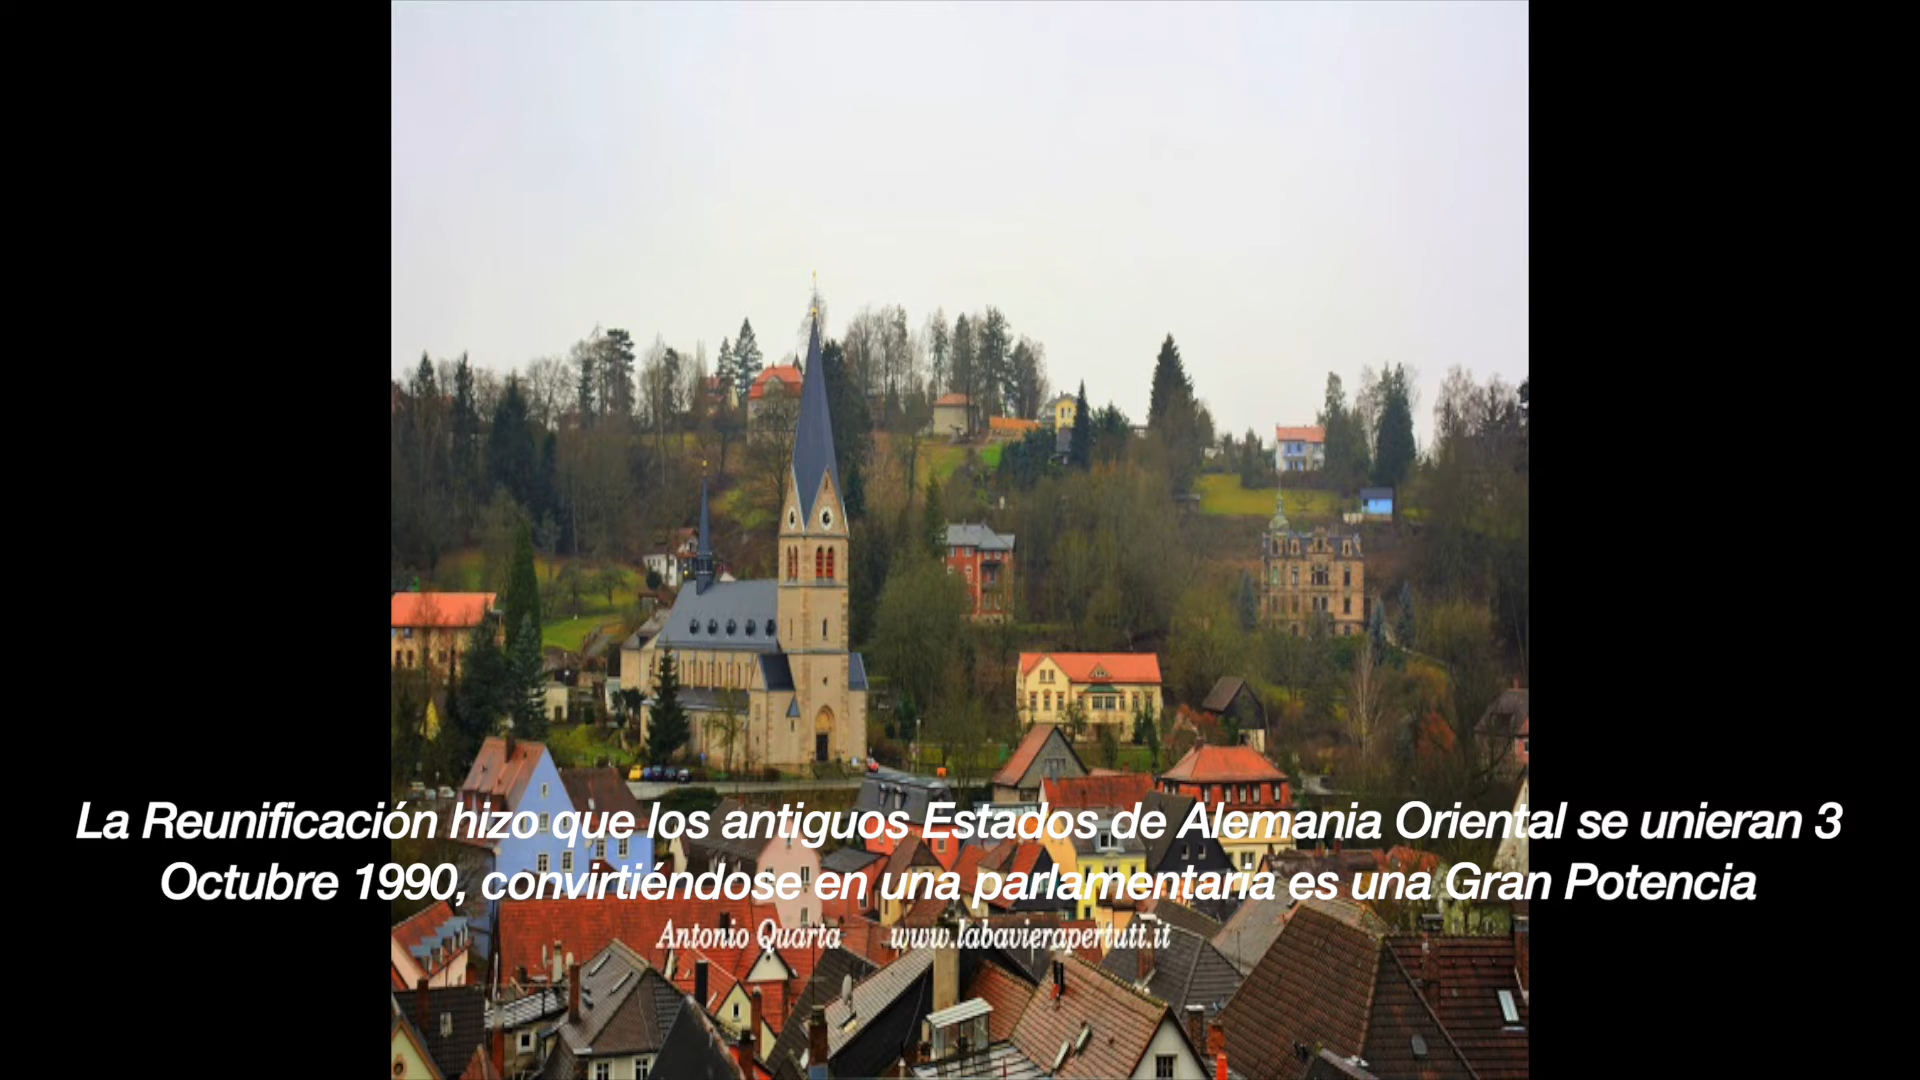 La Reunificación hizo que los antiguos Estados de Alemania Oriental se unieran 3
Octubre 1990, convirtiéndose en una parlamentaria es una Gran Potencia
Antonio Quarta www.labavierapertutt.it